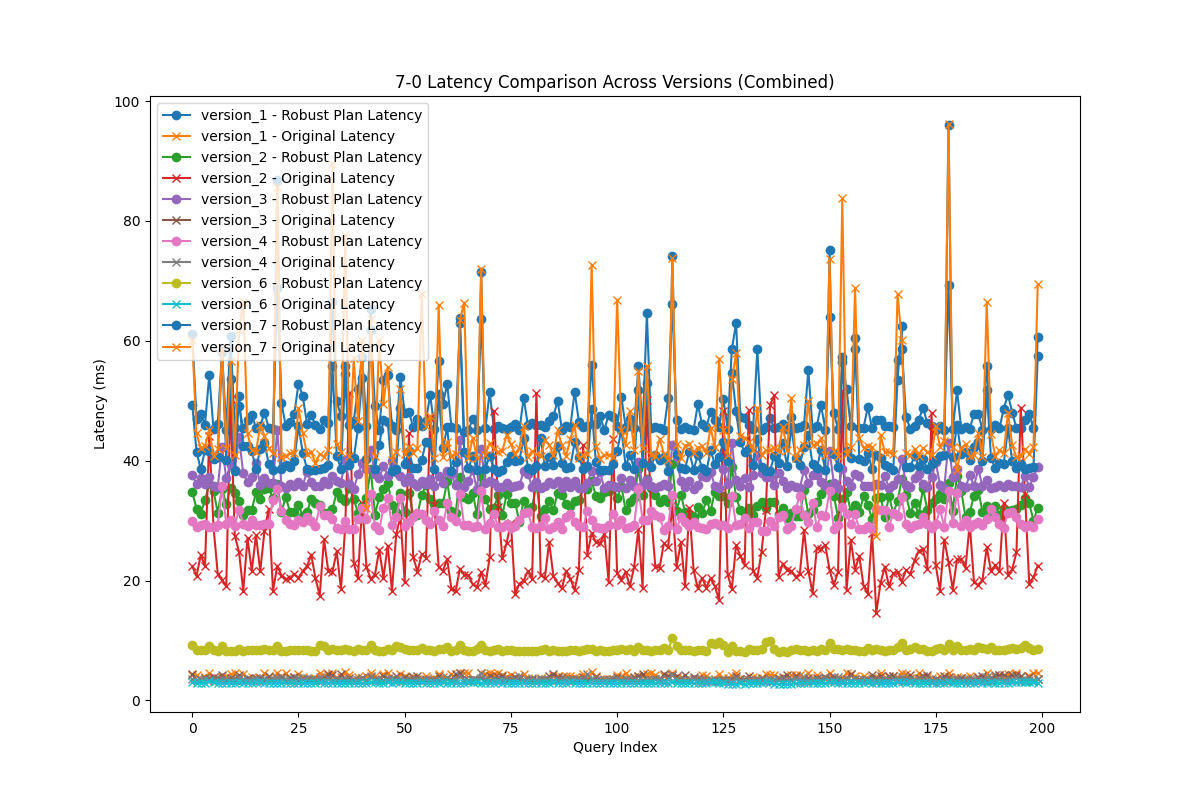 7-0 Latency Comparison Across Versions (Combined)
100
80
60
40
20
0
Latency (ms)
version_1 - Robust Plan Latency
version_1 - Original Latency
version_2 - Robust Plan Latency
version_2 - Original Latency
version_3 - Robust Plan Latency
version_3 - Original Latency
version_4 - Robust Plan Latency
version_4 - Original Latency
version_6 - Robust Plan Latency
version_6 - Original Latency
version_7 - Robust Plan Latency
version_7 - Original Latency
0 25 50 75 100 125 150 175 200
Query Index